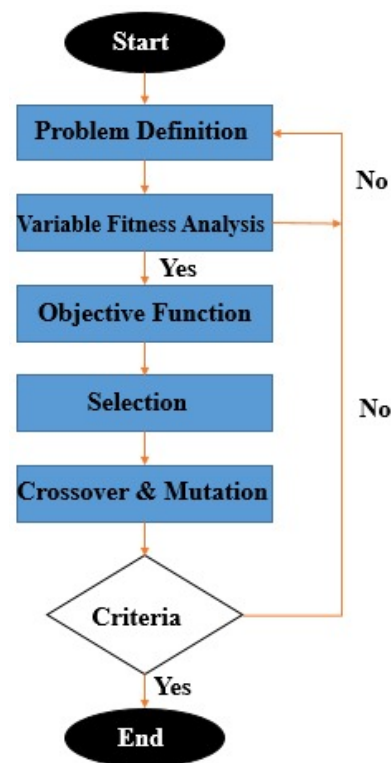 Start
Problem Definition
No
Variable Fitness Analysis
Yes
Objective Function
Selection
No
Crossover & Mutation
Criteria
Yes
End